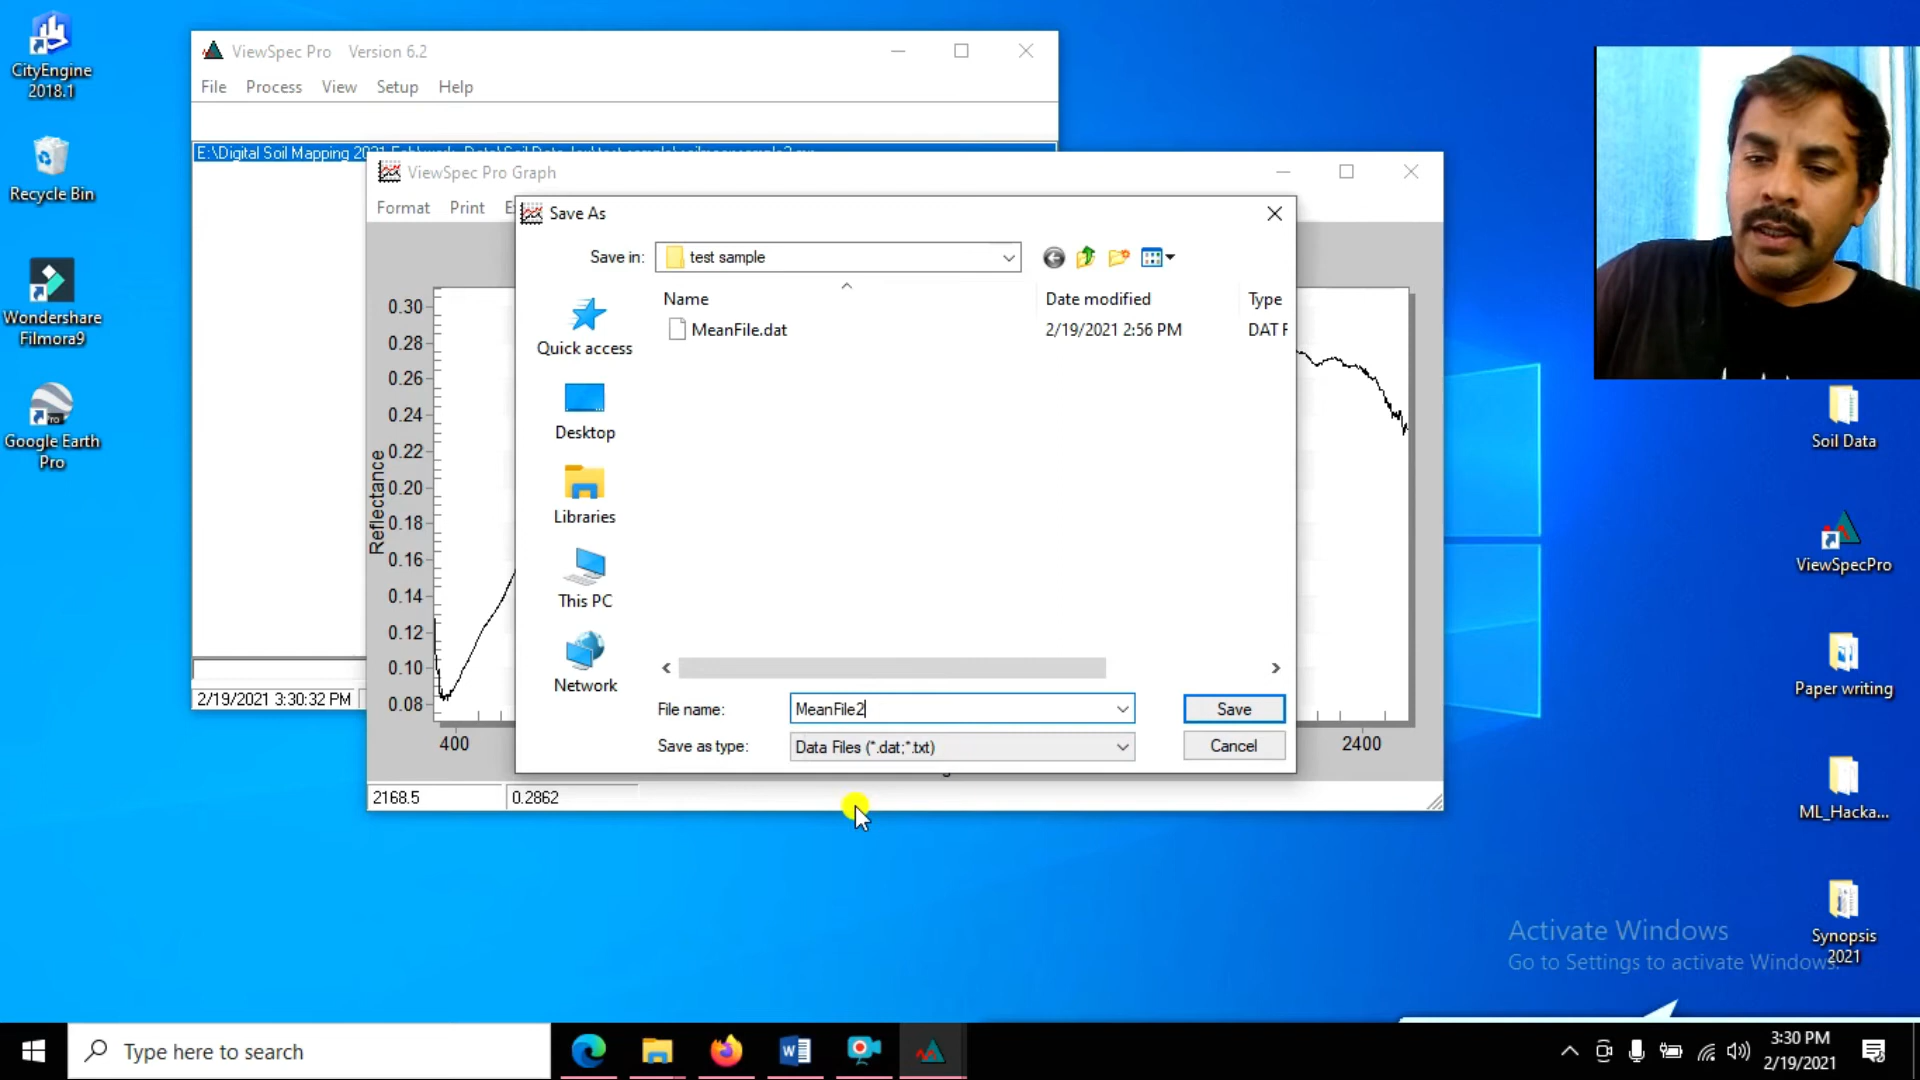 CityEngine
2018.1
Recycle Bin
Wondershare
Filmora9
Google Earth
Pro
ViewSpec Pro Version 6.2
File Process View Setup Help
E:\Digital Soil Mapping 2021
2/19/2021 3:30:32 PM
ViewSpec Pro Graph
Format Print
Reflectance
0.30
0.28
0.26
0.24
0.22
0.20
0.18
0.16
0.14
0.12
0.10
0.08
400
2400
2168.5 0.2862
Save As
Save in: test sample
Name Date modified Type
MeanFile.dat 2/19/2021 2:56 PM DAT F
Quick access
Desktop
Libraries
This PC
Network
File name: MeanFile2 Save
Save as type: Data Files (*.dat;*.txt) Cancel
Soil Data
ViewSpecPro
Paper writing
ML_Hacka...
Synopsis
2021
Activate Windows
Go to Settings to activate Windows.
Type here to search
3:30 PM
2/19/2021